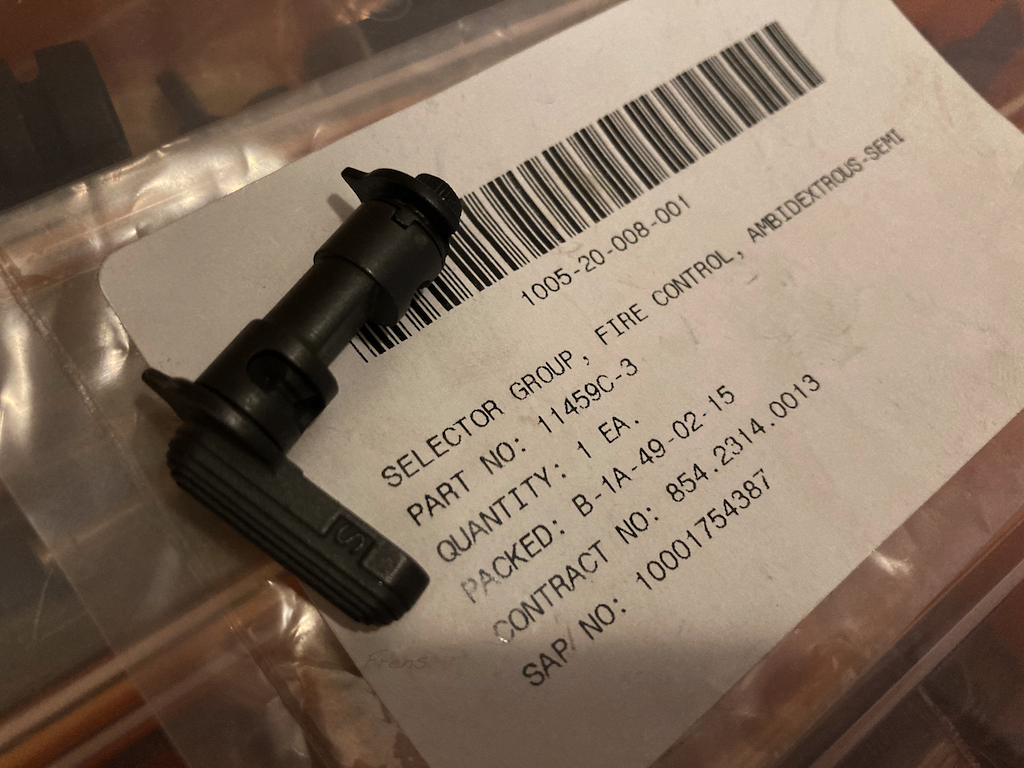 1005-20-008-001
SELECTOR GROUP, FIRE CONTROL, AMBIDEXTROUS-SEMI
PART NO: 11459C-3
QUANTITY: 1 EA.
PACKED: B-1A-49-02-15
CONTRACT NO: 854.2314.0013
SAP/NO: 10001754387
S